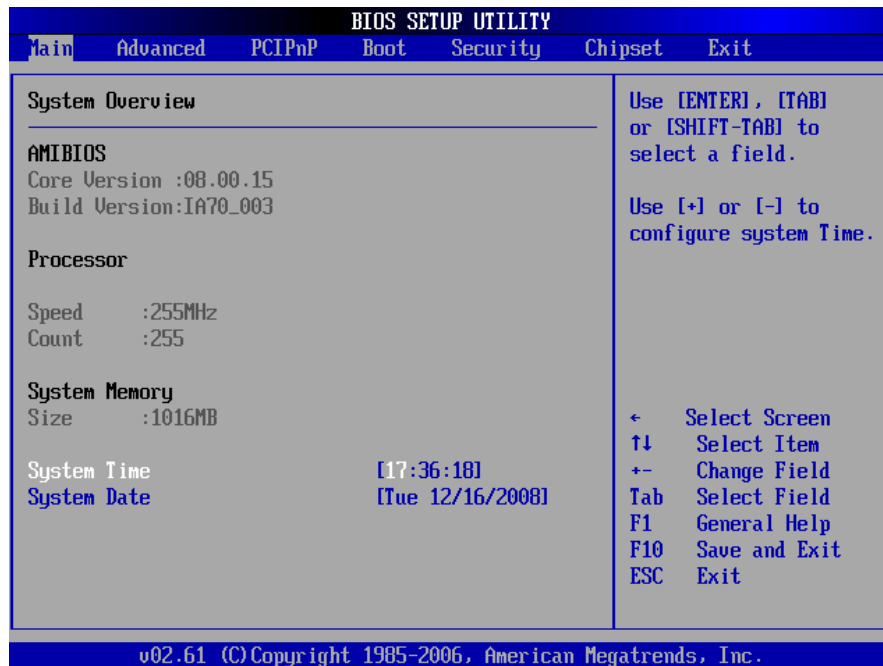 BIOS SETUP UTILITY
Main Advanced PCIPnP Boot Security Chipset Exit
System Overview
AMIBIOS
Core Version :08.00.15
Build Version:IA70_003
Processor
Speed :255MHz
Count :255
System Memory
Size :1016MB
System Time [17:36:18]
System Date [Tue 12/16/2008]
Use [ENTER], [TAB]
or [SHIFT-TAB] to
select a field.
Use [+] or [-] to
configure system Time.
← Select Screen
↑↓ Select Item
+- Change Field
Tab Select Field
F1 General Help
F10 Save and Exit
ESC Exit
v02.61 (C)Copyright 1985-2006, American Megatrends, Inc.